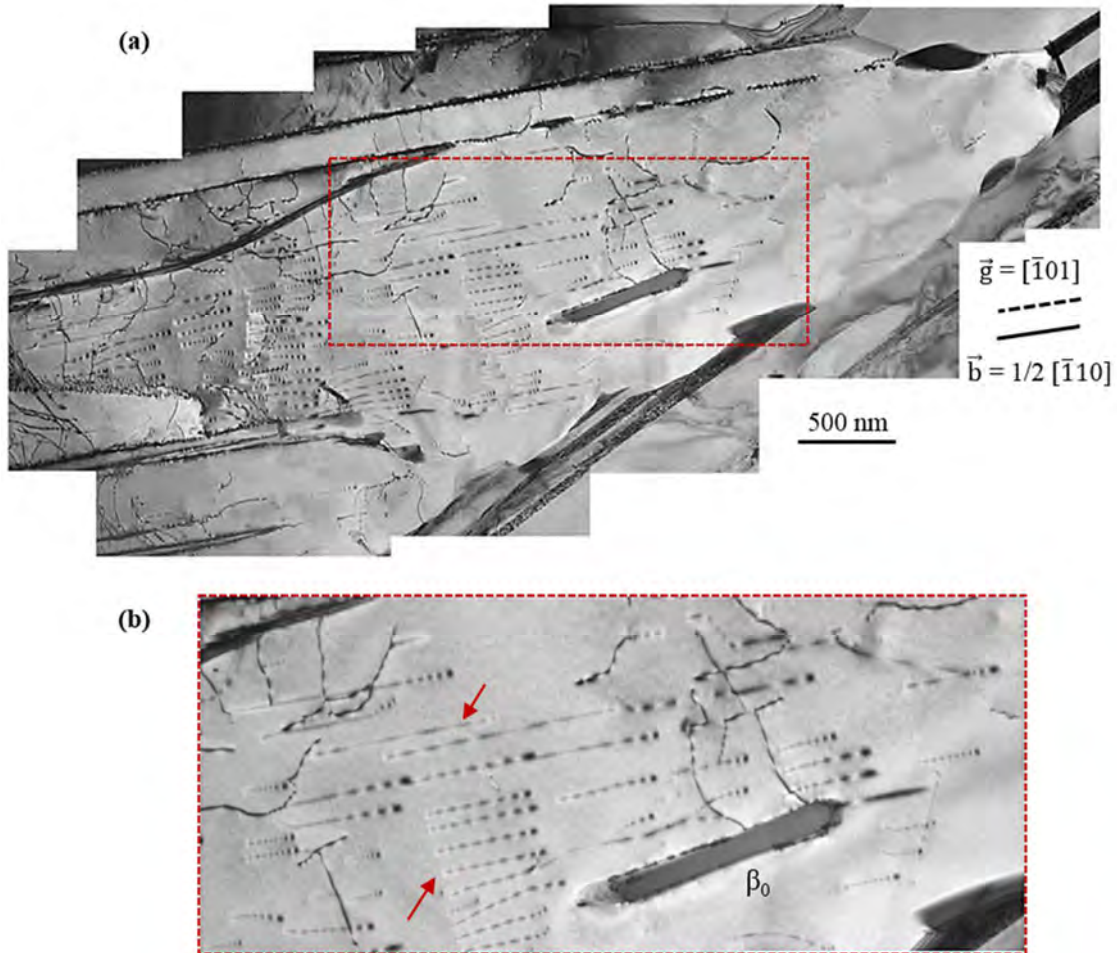 (a)
g⃗ = [1̅01]
b⃗ = 1/2 [1̅10]
500 nm
(b)
β₀